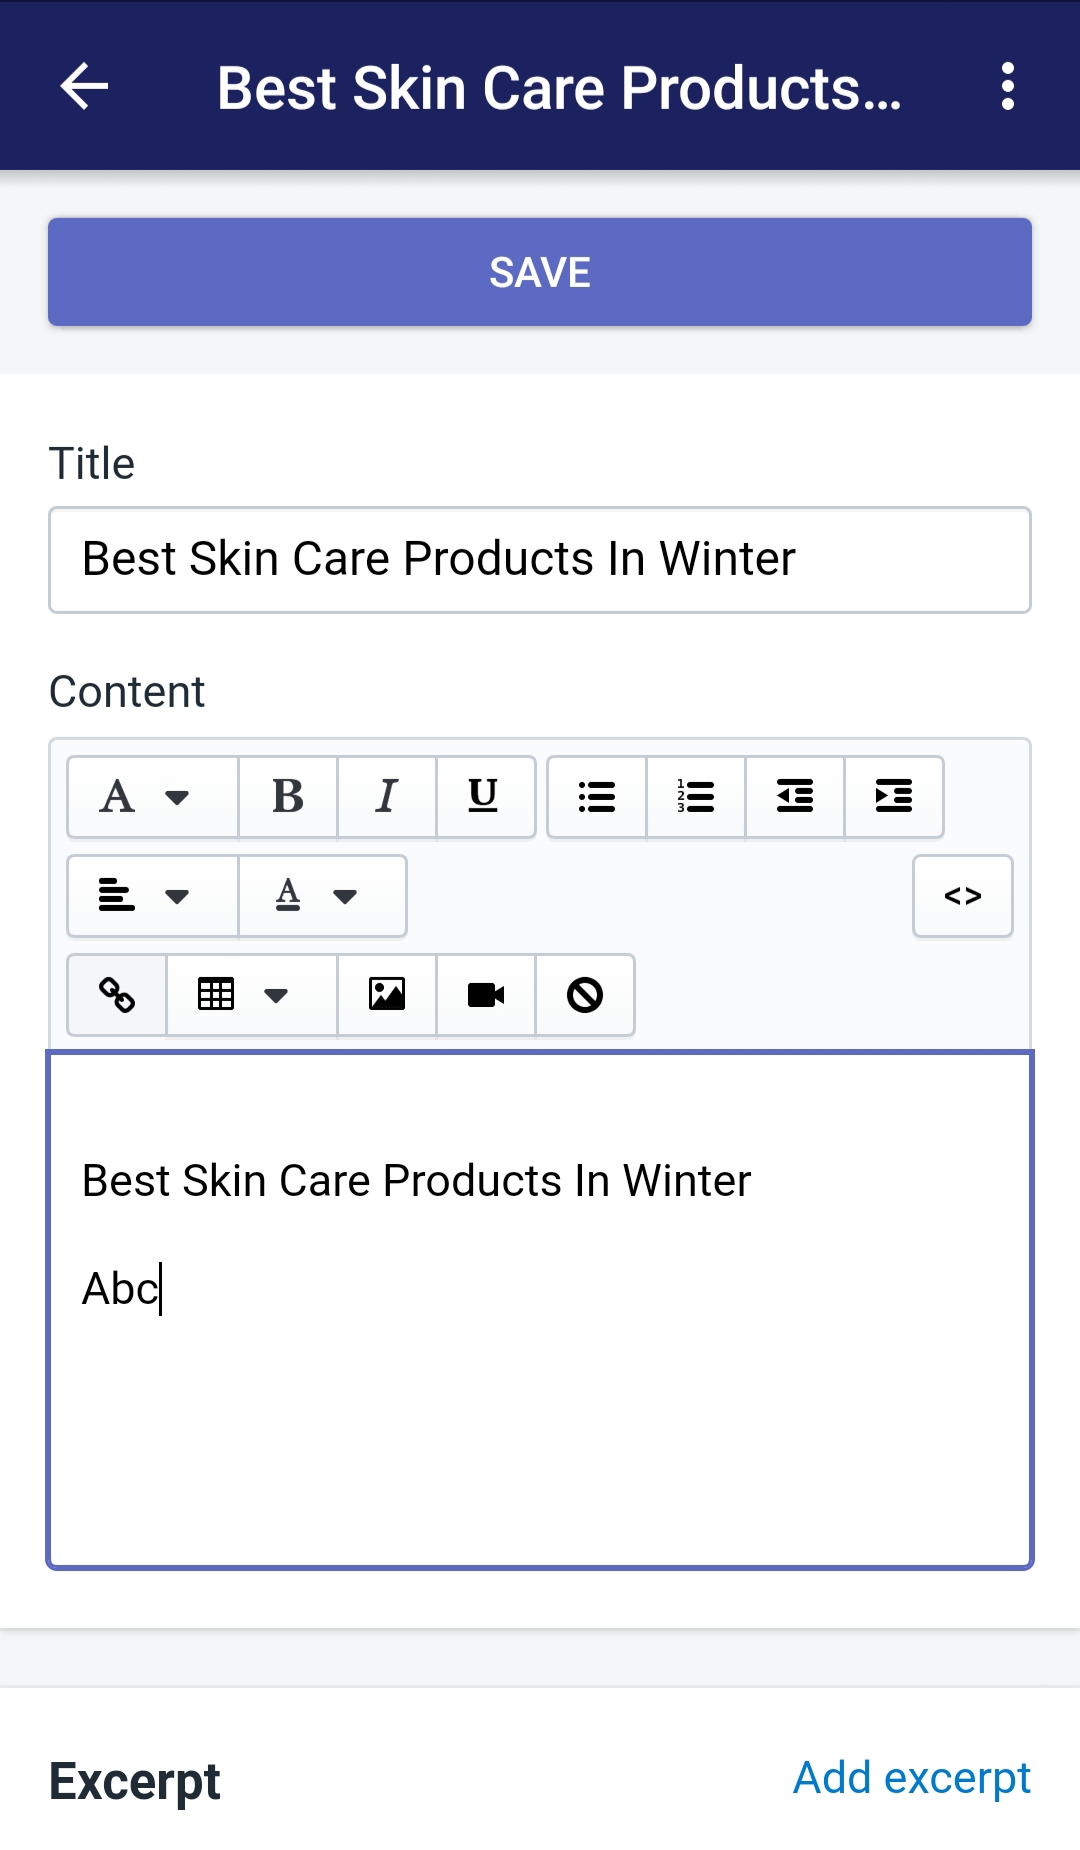 Best Skin Care Products...
SAVE
Title
Best Skin Care Products In Winter
Content
A B I U
A <>
Best Skin Care Products In Winter
Abc
Excerpt Add excerpt